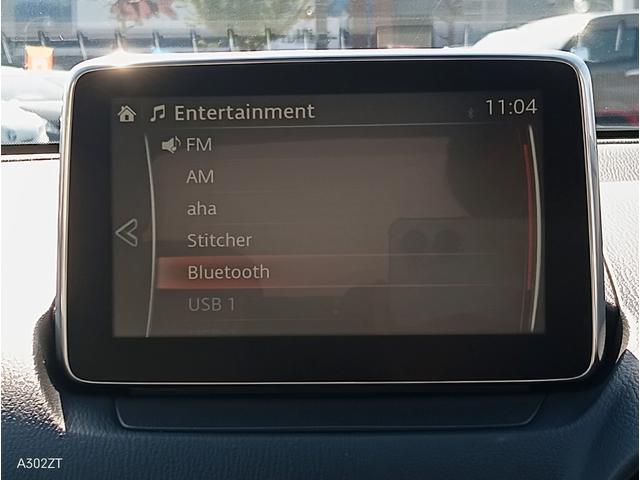 Entertainment 11:04
FM
AM
aha
Stitcher
Bluetooth
USB 1
A302ZT